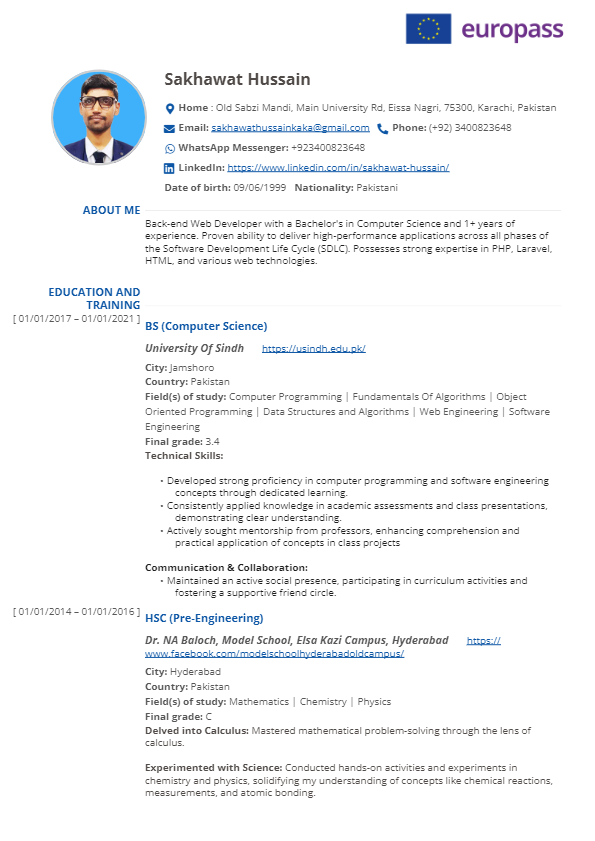 europass
Sakhawat Hussain
Home : Old Sabzi Mandi, Main University Rd, Eissa Nagri, 75300, Karachi, Pakistan
Email: sakhawathussainkaka@gmail.com Phone: (+92) 3400823648
WhatsApp Messenger: +923400823648
LinkedIn: https://www.linkedin.com/in/sakhawat-hussain/
Date of birth: 09/06/1999 Nationality: Pakistani
ABOUT ME
Back-end Web Developer with a Bachelor's in Computer Science and 1+ years of
experience. Proven ability to deliver high-performance applications across all phases of
the Software Development Life Cycle (SDLC). Possesses strong expertise in PHP, Laravel,
HTML, and various web technologies.
EDUCATION AND
TRAINING
[ 01/01/2017 – 01/01/2021 ]
BS (Computer Science)
University Of Sindh https://usindh.edu.pk/
City: Jamshoro
Country: Pakistan
Field(s) of study: Computer Programming | Fundamentals Of Algorithms | Object
Oriented Programming | Data Structures and Algorithms | Web Engineering | Software
Engineering
Final grade: 3.4
Technical Skills:
• Developed strong proficiency in computer programming and software engineering
concepts through dedicated learning.
• Consistently applied knowledge in academic assessments and class presentations,
demonstrating clear understanding.
• Actively sought mentorship from professors, enhancing comprehension and
practical application of concepts in class projects
Communication & Collaboration:
• Maintained an active social presence, participating in curriculum activities and
fostering a supportive friend circle.
[ 01/01/2014 – 01/01/2016 ]
HSC (Pre-Engineering)
Dr. NA Baloch, Model School, Elsa Kazi Campus, Hyderabad https://
www.facebook.com/modelschoolhyderabadoldcampus/
City: Hyderabad
Country: Pakistan
Field(s) of study: Mathematics | Chemistry | Physics
Final grade: C
Delved into Calculus: Mastered mathematical problem-solving through the lens of
calculus.
Experimented with Science: Conducted hands-on activities and experiments in
chemistry and physics, solidifying my understanding of concepts like chemical reactions,
measurements, and atomic bonding.